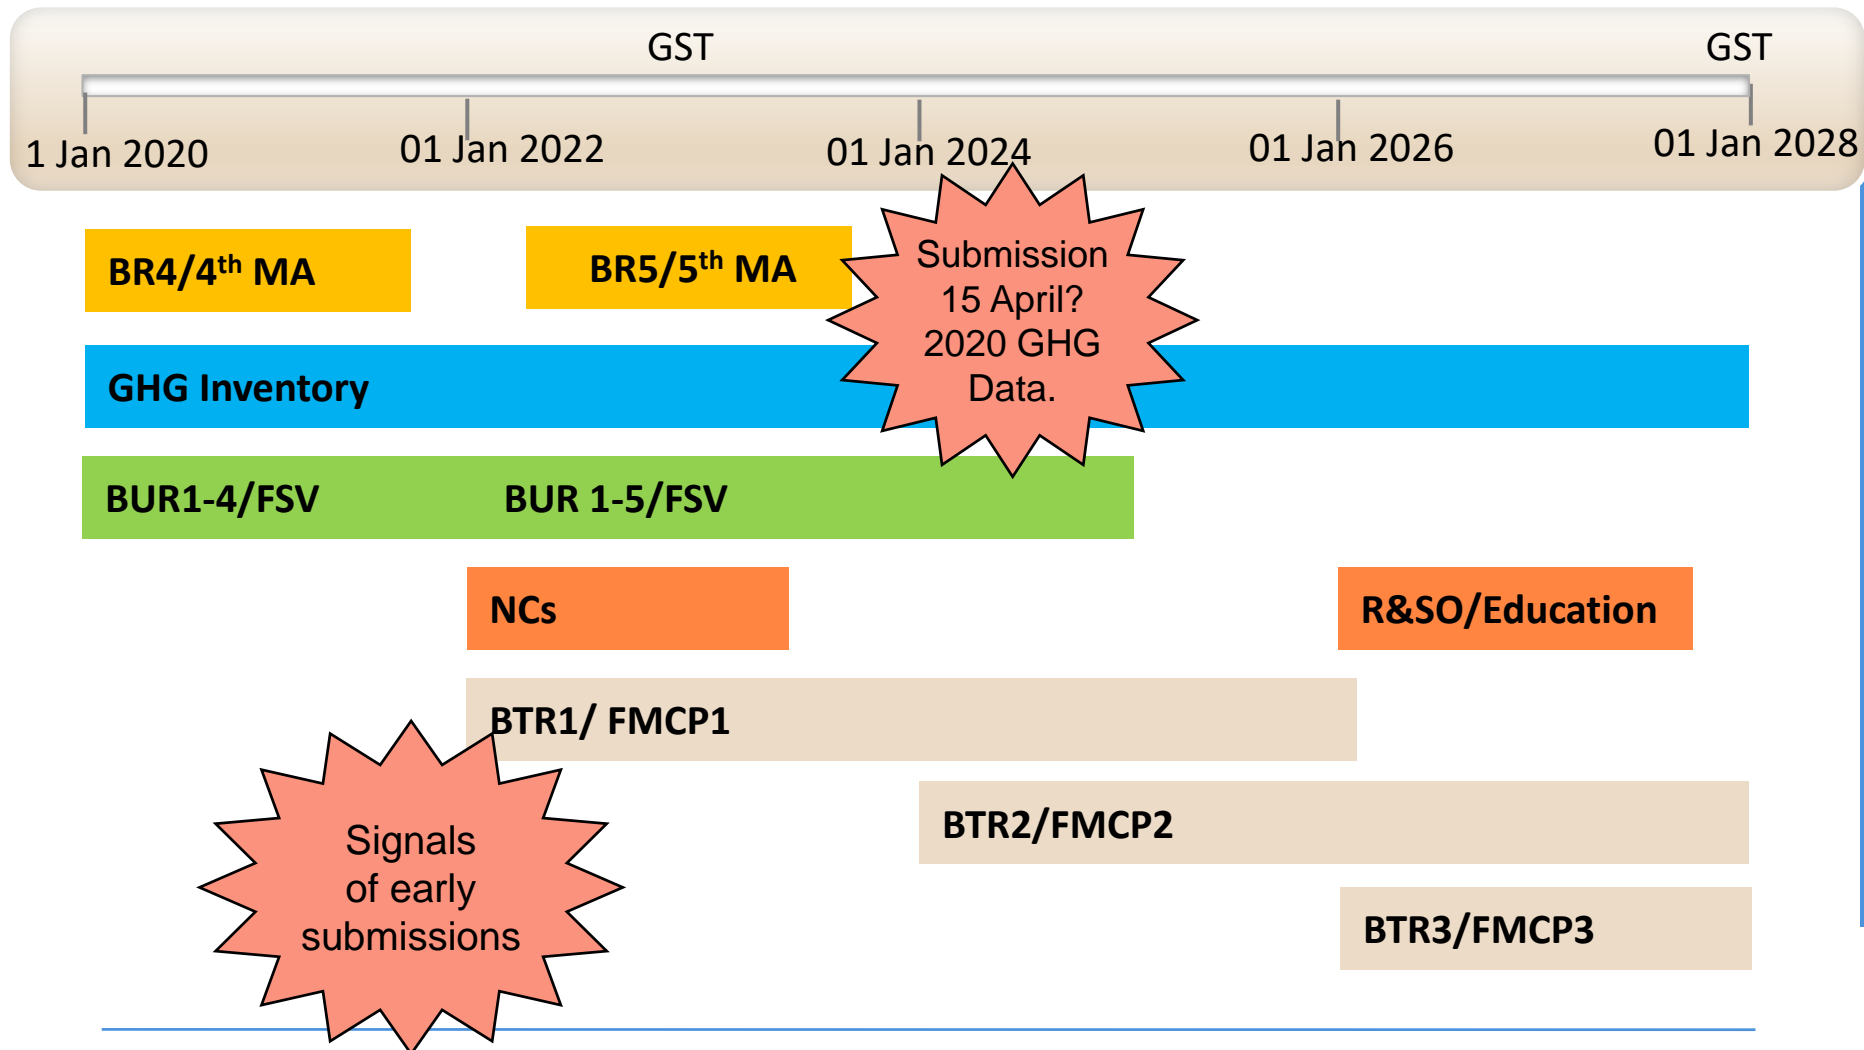 GST GST
1 Jan 2020 01 Jan 2022 01 Jan 2024 01 Jan 2026 01 Jan 2028
BR4/4th MA BR5/5th MA
Submission
15 April?
2020 GHG
Data.
GHG Inventory
BUR1-4/FSV BUR 1-5/FSV
NCs R&SO/Education
BTR1/ FMCP1
Signals
of early
submissions
BTR2/FMCP2
BTR3/FMCP3